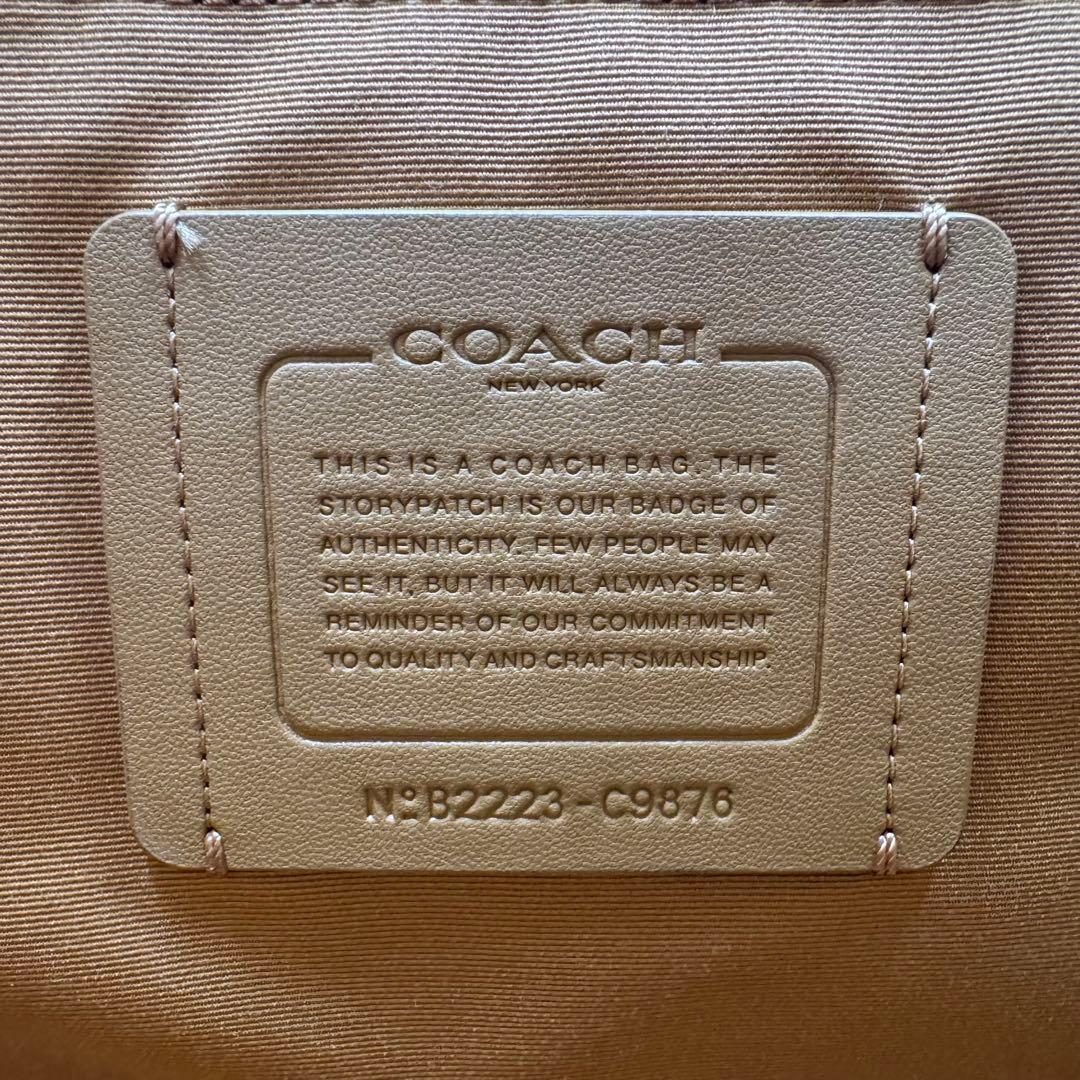 COACH
NEW YORK
THIS IS A COACH BAG. THE
STORYPATCH IS OUR BADGE OF
AUTHENTICITY. FEW PEOPLE MAY
SEE IT, BUT IT WILL ALWAYS BE A
REMINDER OF OUR COMMITMENT
TO QUALITY AND CRAFTSMANSHIP.
Nº B2223-C9876